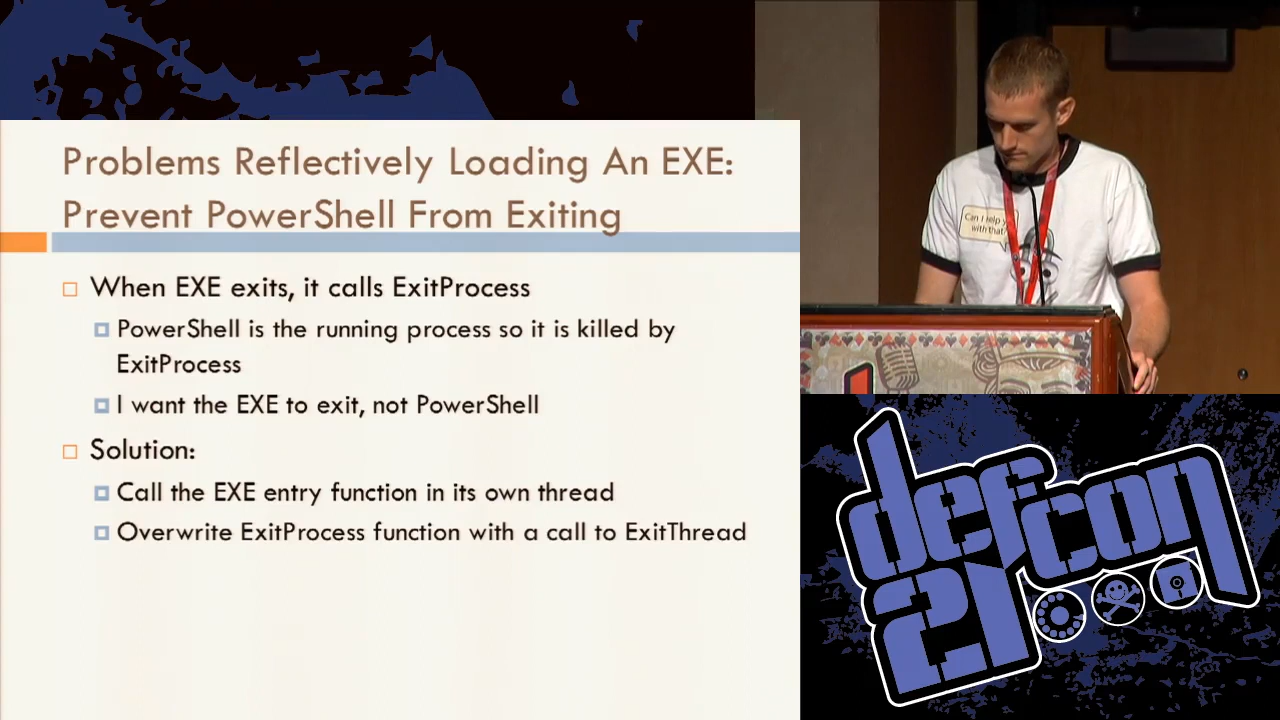 Problems Reflectively Loading An EXE:
Prevent PowerShell From Exiting
When EXE exits, it calls ExitProcess
PowerShell is the running process so it is killed by
ExitProcess
I want the EXE to exit, not PowerShell
Solution:
Call the EXE entry function in its own thread
Overwrite ExitProcess function with a call to ExitThread
Can I help
with that
defcon
21